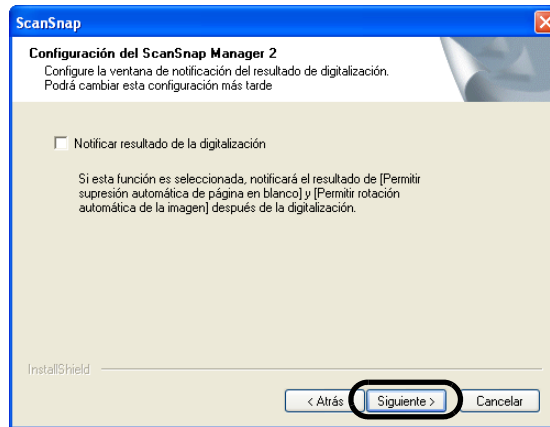 ScanSnap
Configuración del ScanSnap Manager 2
Configure la ventana de notificación del resultado de digitalización.
Podrá cambiar esta configuración más tarde
Notificar resultado de la digitalización
Si esta función es seleccionada, notificará el resultado de [Permitir
supresión automática de página en blanco] y [Permitir rotación
automática de la imagen] después de la digitalización.
InstallShield
< Atrás Siguiente > Cancelar